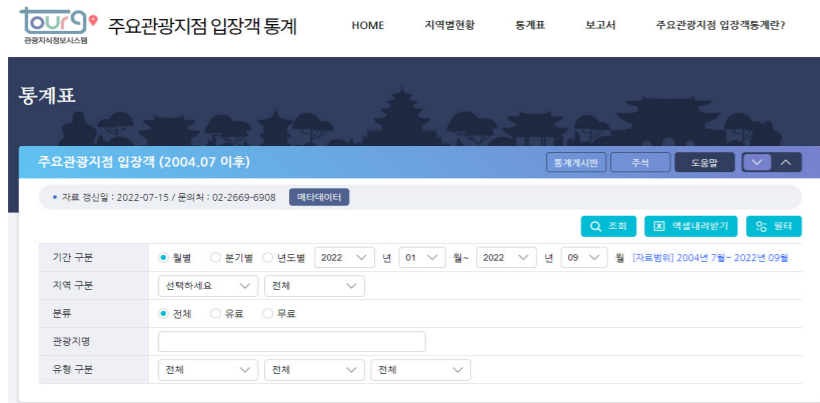 tourgo
관광지식정보시스템
주요관광지점 입장객 통계
HOME 지역별현황 통계표 보고서 주요관광지점 입장객통계란?
통계표
주요관광지점 입장객 (2004.07 이후)
통계게시판 주석 도움말
• 자료 갱신일 : 2022-07-15 / 문의처 : 02-2669-6908 메타데이터
조회 엑셀내려받기 필터
기간 구분 월별 분기별 년도별 2022 년 01 월~ 2022 년 09 월 [자료범위] 2004년 7월~ 2022년 09월
지역 구분 선택하세요 전체
분류 전체 유료 무료
관광지명
유형 구분 전체 전체 전체